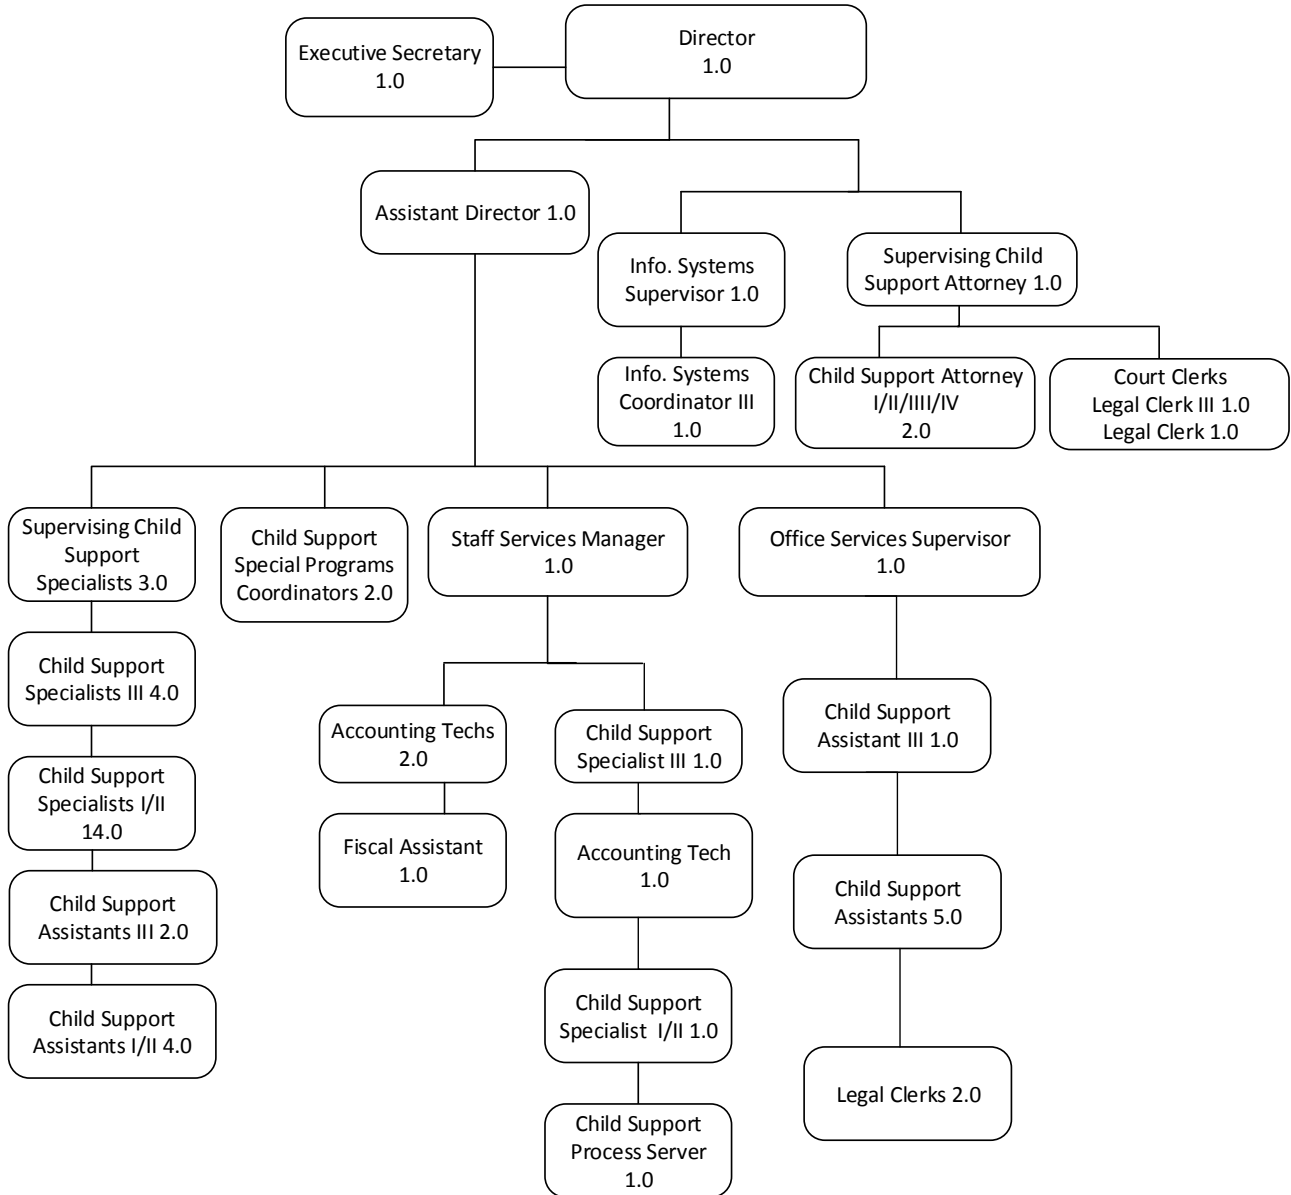 Executive Secretary
1.0
Director
1.0
Assistant Director 1.0
Info. Systems
Supervisor 1.0
Supervising Child
Support Attorney 1.0
Info. Systems
Coordinator III
1.0
Child Support Attorney
I/II/IIII/IV
2.0
Court Clerks
Legal Clerk III 1.0
Legal Clerk 1.0
Supervising Child
Support
Specialists 3.0
Child Support
Special Programs
Coordinators 2.0
Staff Services Manager
1.0
Office Services Supervisor
1.0
Child Support
Specialists III 4.0
Child Support
Specialists I/II
14.0
Child Support
Assistants III 2.0
Child Support
Assistants I/II 4.0
Accounting Techs
2.0
Fiscal Assistant
1.0
Child Support
Specialist III 1.0
Accounting Tech
1.0
Child Support
Specialist  I/II 1.0
Child Support
Process Server
1.0
Child Support
Assistant III 1.0
Child Support
Assistants 5.0
Legal Clerks 2.0